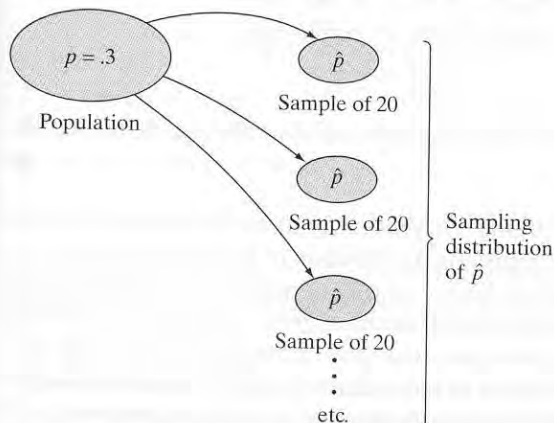 p = .3
Population
p̂
Sample of 20
p̂
Sample of 20
p̂
Sample of 20
etc.
Sampling
distribution
of p̂